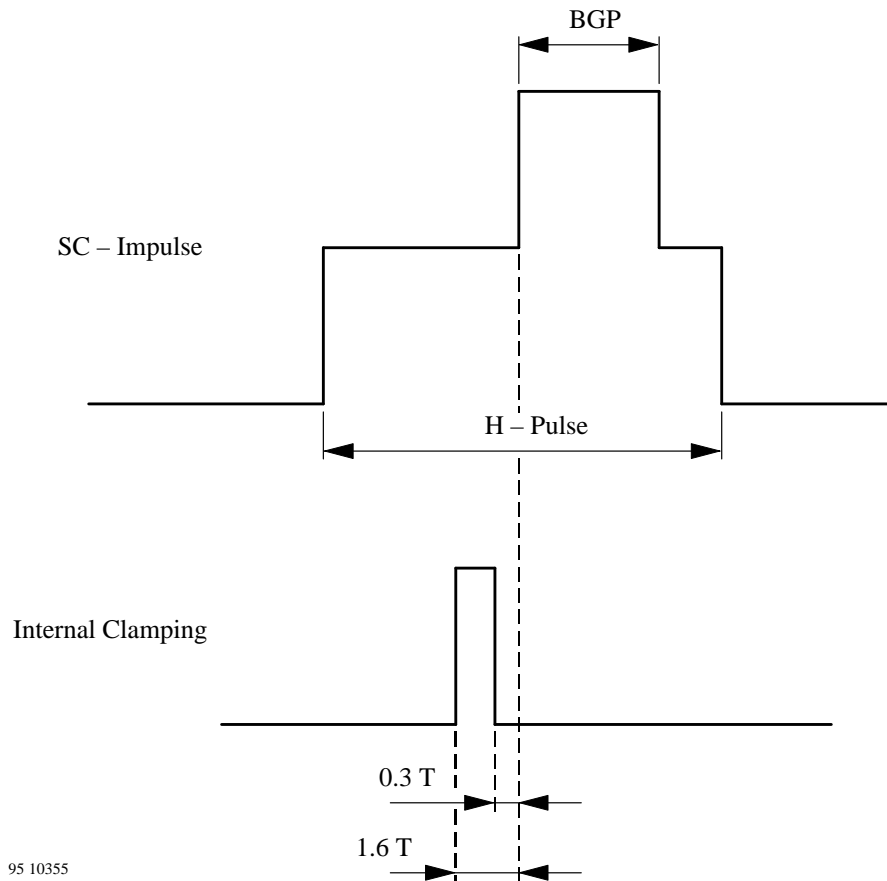 BGP
SC – Impulse
H – Pulse
Internal Clamping
0.3 T
1.6 T
95 10355